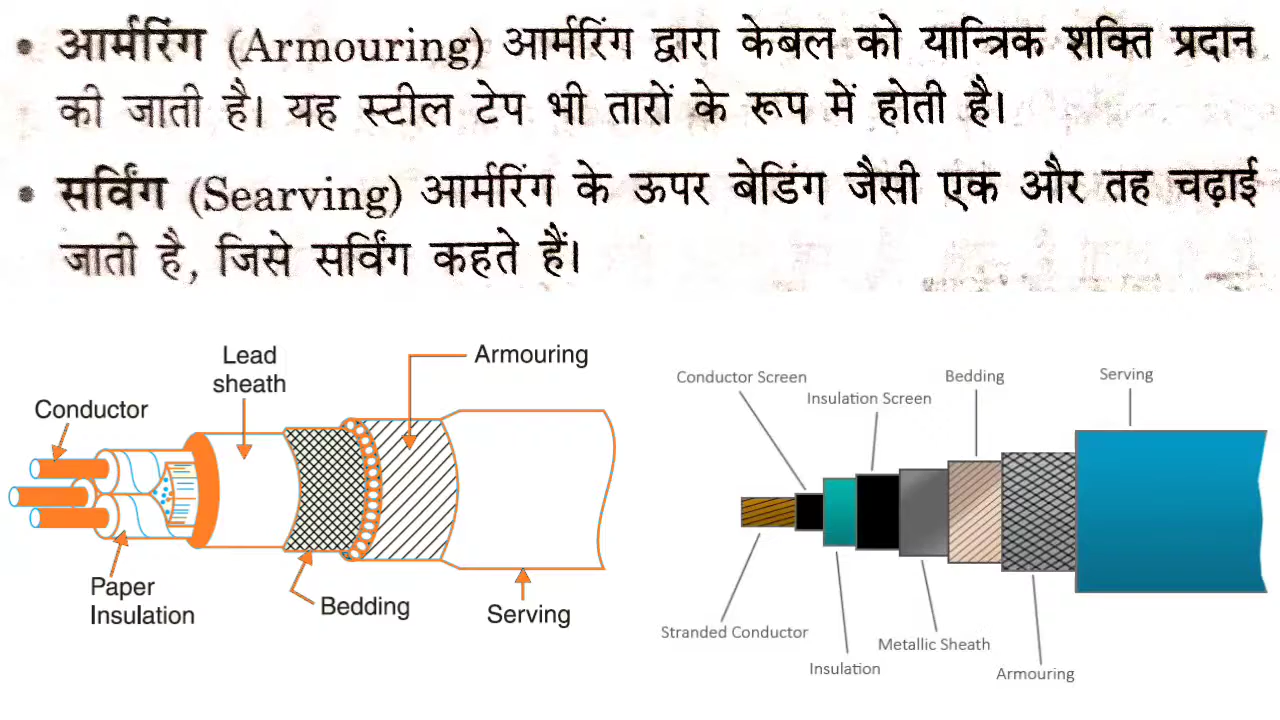 • आर्मरिंग (Armouring) आर्मरिंग द्वारा केबल को यान्त्रिक शक्ति प्रदान
की जाती है। यह स्टील टेप भी तारों के रूप में होती है।
• सर्विंग (Searving) आर्मरिंग के ऊपर बेडिंग जैसी एक और तह चढ़ाई
जाती है, जिसे सर्विंग कहते हैं।
Lead
sheath
Armouring
Conductor
Paper
Insulation
Bedding
Serving
Conductor Screen
Insulation Screen
Bedding
Serving
Stranded Conductor
Insulation
Metallic Sheath
Armouring